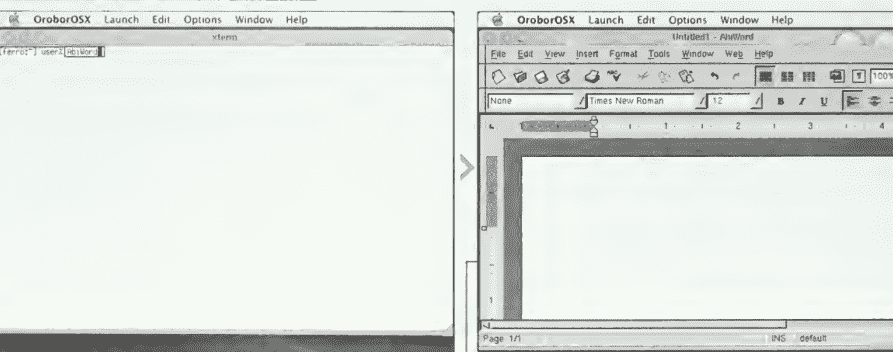 OroborOSX Launch Edit Options Window Help
xterm
[ferro:~] user% AbiWord
OroborOSX Launch Edit Options Window Help
Untitled1 - AbiWord
File Edit View Insert Format Tools Window Web Help
100%
None Times New Roman 12 B I U
1 2 3 4
1
Page 1/1 INS default